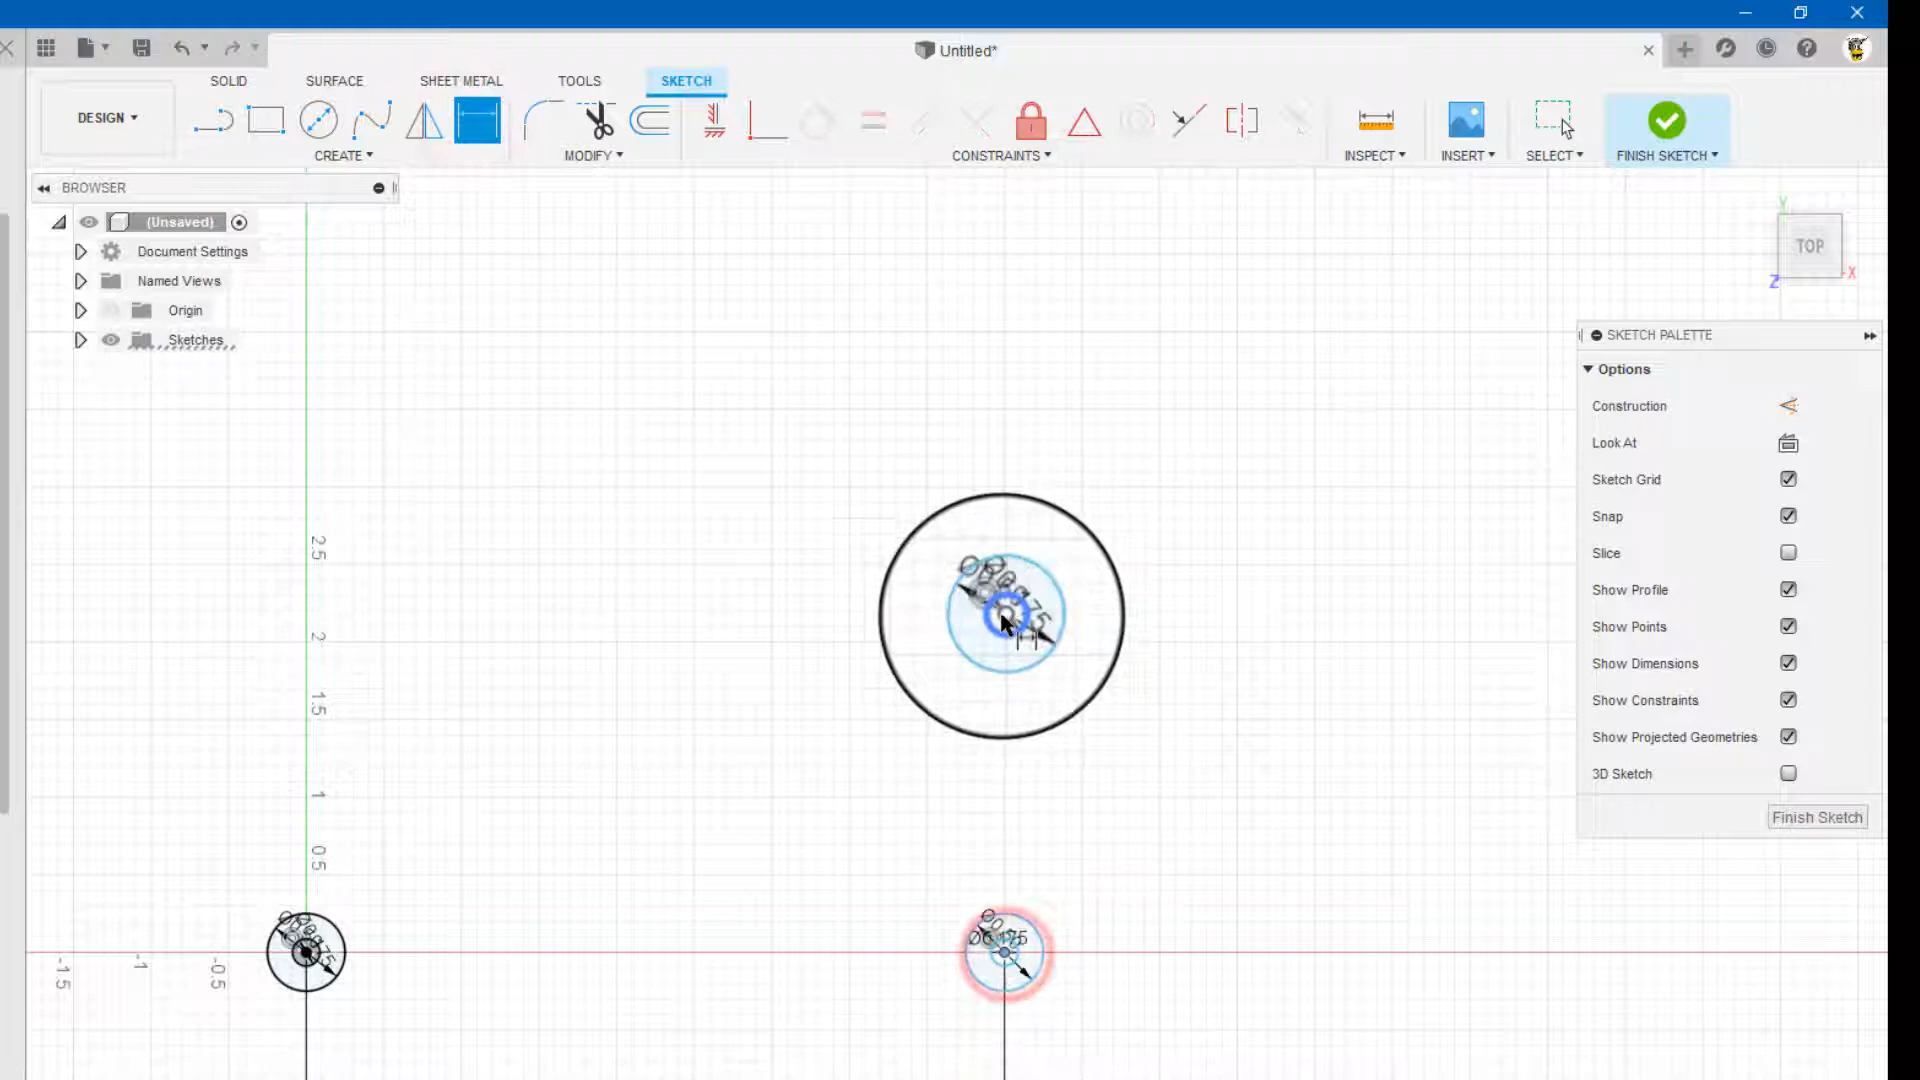 Untitled*
SOLID SURFACE SHEET METAL TOOLS SKETCH
DESIGN
CREATE MODIFY CONSTRAINTS INSPECT INSERT SELECT FINISH SKETCH
BROWSER
(Unsaved)
Document Settings
Named Views
Origin
Sketches
TOP
Y
X
Z
SKETCH PALETTE
Options
Construction
Look At
Sketch Grid
Snap
Slice
Show Profile
Show Points
Show Dimensions
Show Constraints
Show Projected Geometries
3D Sketch
Finish Sketch
2.5
2
1.5
1
0.5
-1.5
-1
-0.5
Ø0.175